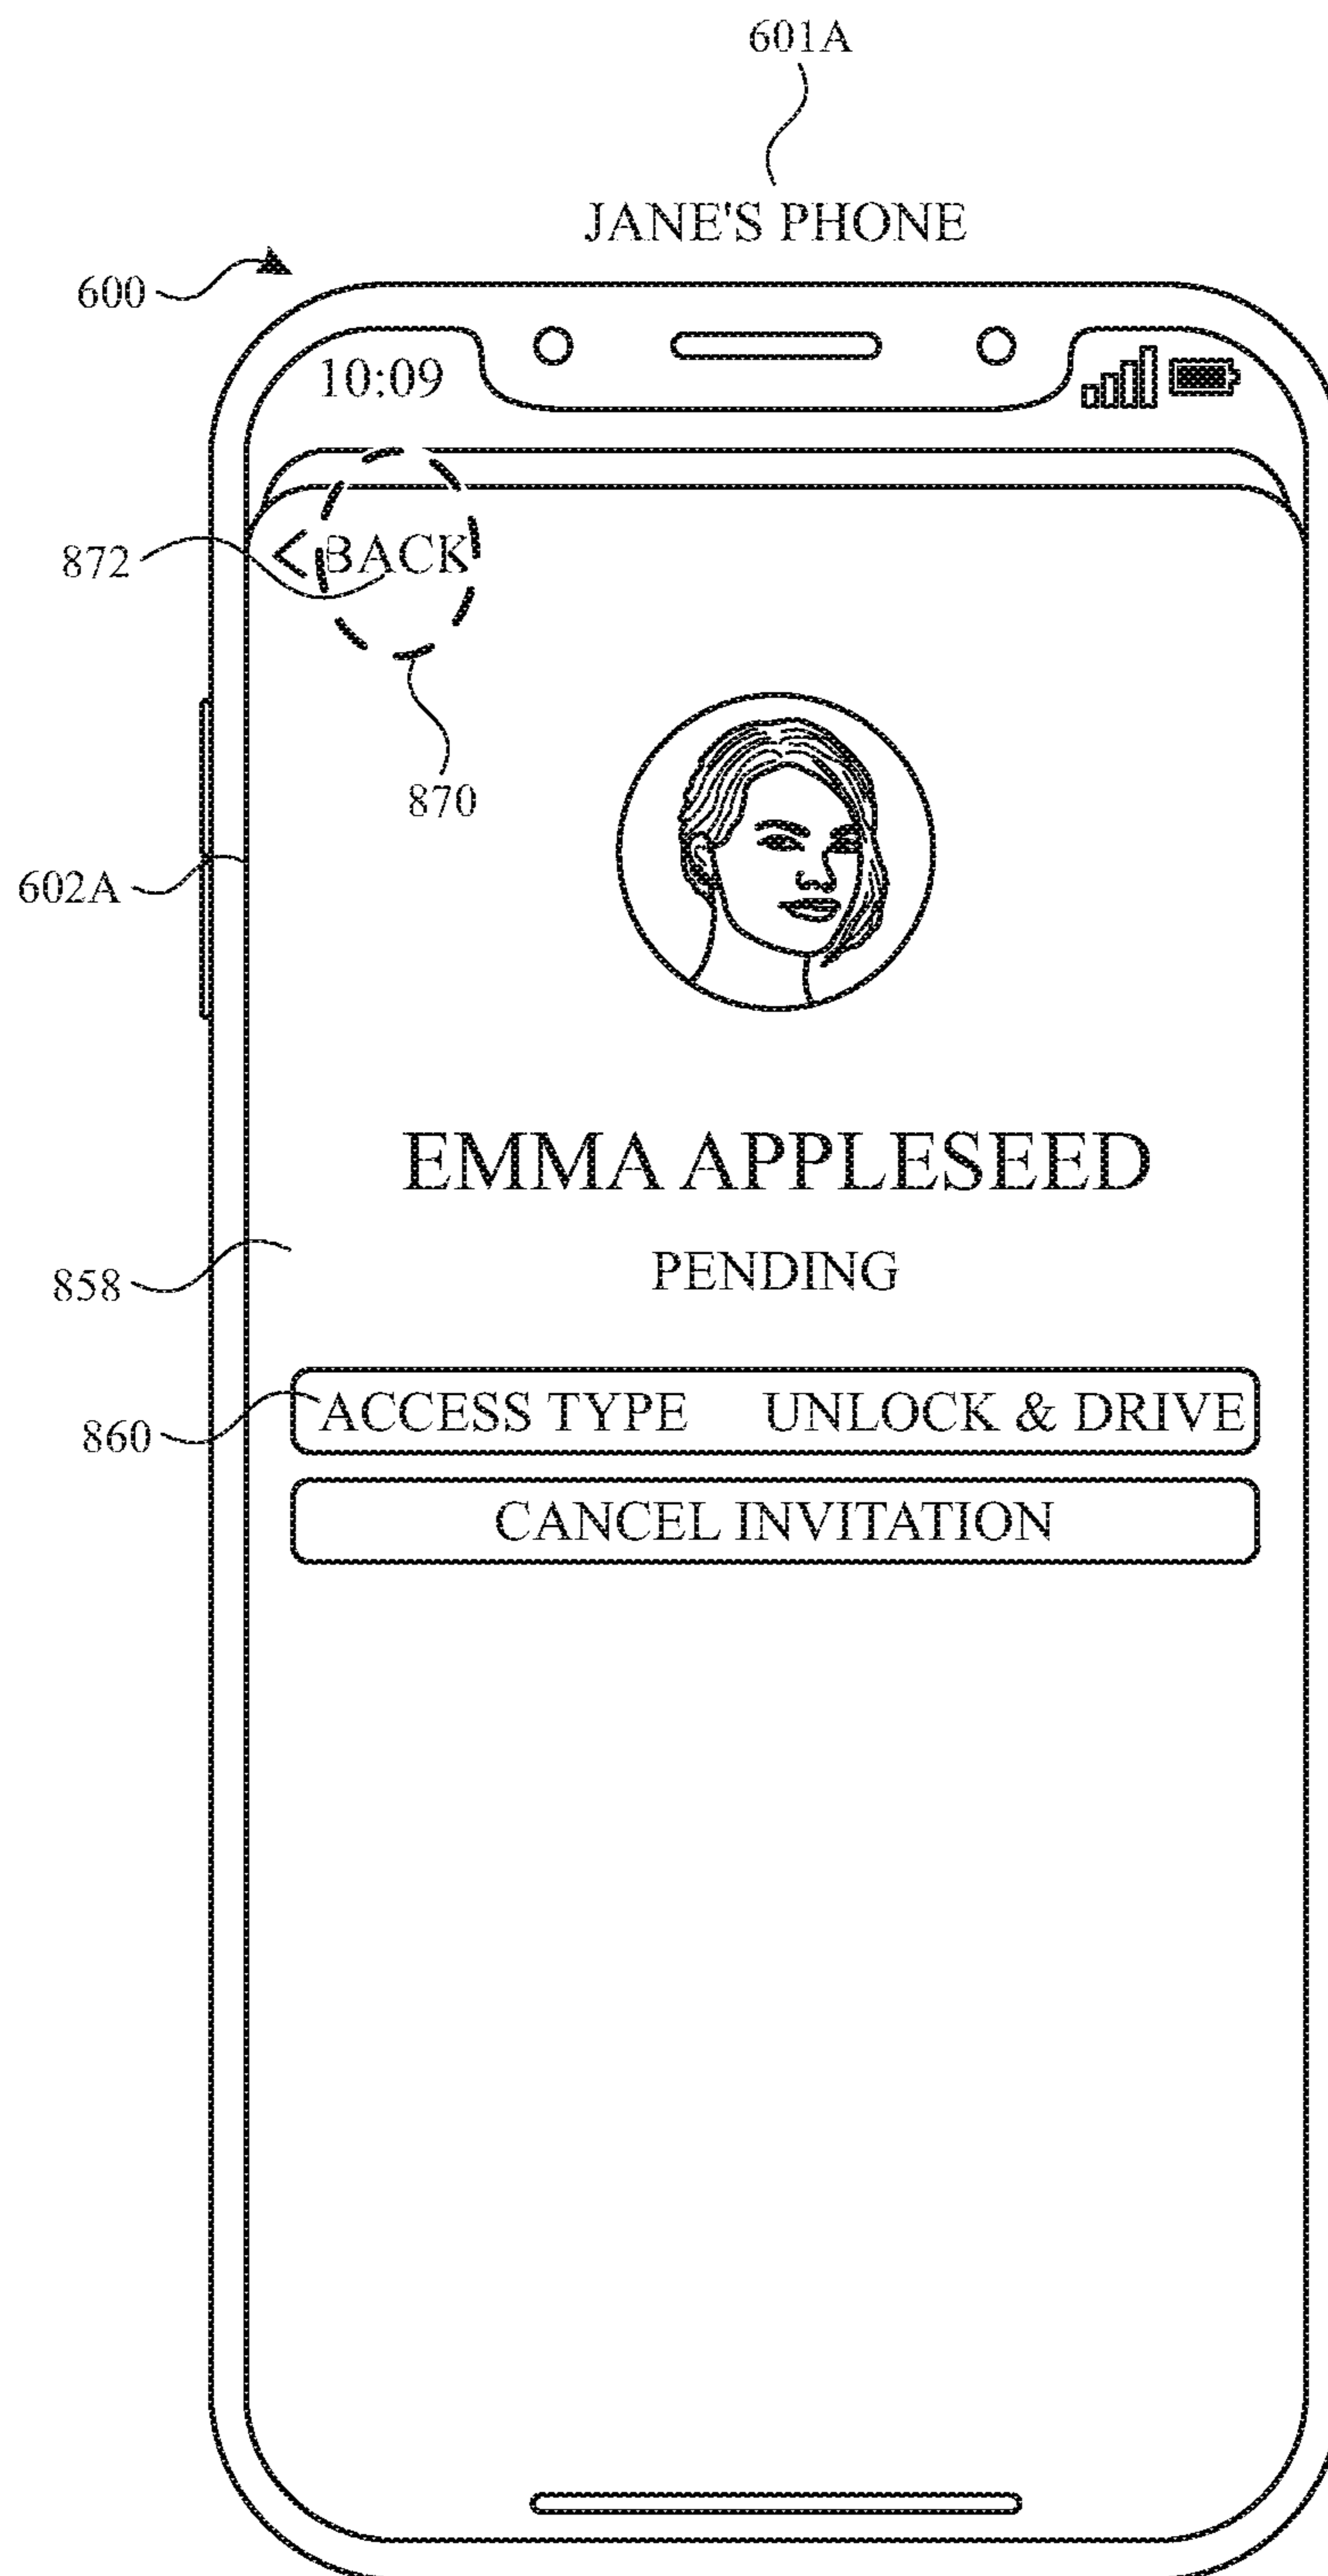 601A
JANE'S PHONE
600
10:09
872
< BACK
870
602A
EMMA APPLESEED
858
PENDING
860
ACCESS TYPE UNLOCK & DRIVE
CANCEL INVITATION